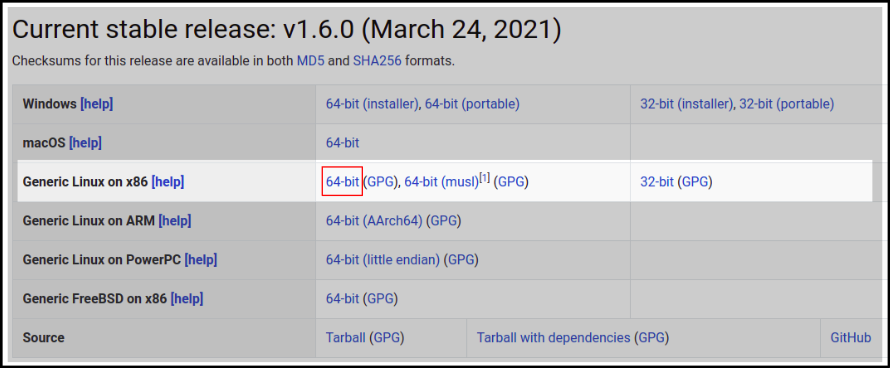 Current stable release: v1.6.0 (March 24, 2021)
Checksums for this release are available in both MD5 and SHA256 formats.
Windows [help] 64-bit (installer), 64-bit (portable) 32-bit (installer), 32-bit (portable)
macOS [help] 64-bit
Generic Linux on x86 [help] 64-bit (GPG), 64-bit (musl)[1] (GPG) 32-bit (GPG)
Generic Linux on ARM [help] 64-bit (AArch64) (GPG)
Generic Linux on PowerPC [help] 64-bit (little endian) (GPG)
Generic FreeBSD on x86 [help] 64-bit (GPG)
Source Tarball (GPG) Tarball with dependencies (GPG) GitHub